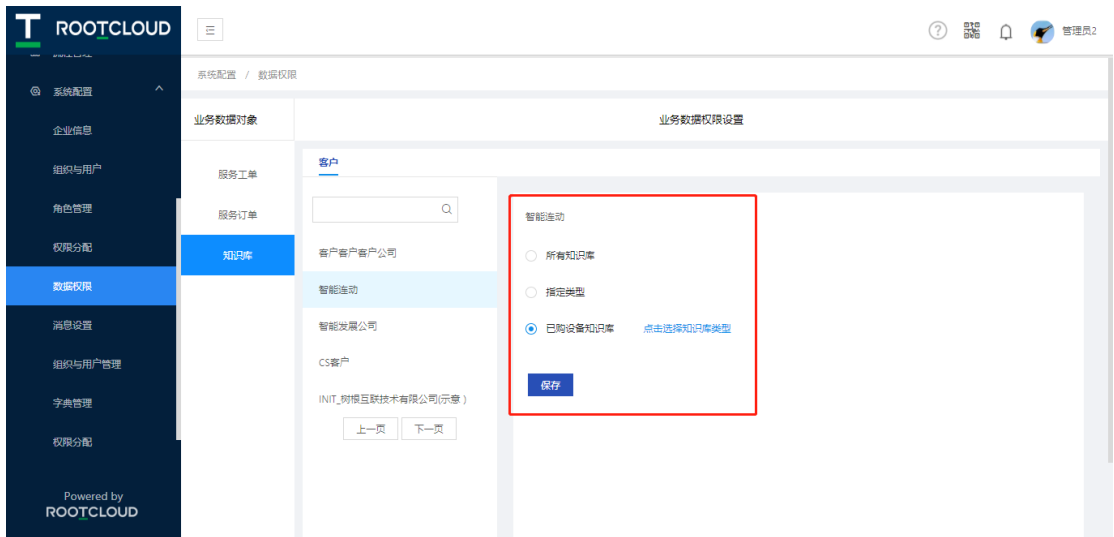 ROOTCLOUD
管理员2
系统配置
企业信息
组织与用户
角色管理
权限分配
数据权限
消息设置
组织与用户管理
字典管理
权限分配
Powered by
ROOTCLOUD
系统配置 / 数据权限
业务数据对象
业务数据权限设置
服务工单
服务订单
知识库
客户
客户客户客户公司
智能连动
智能发展公司
CS客户
INIT_树根互联技术有限公司(示意)
上一页 下一页
智能连动
所有知识库
指定类型
已购设备知识库 点击选择知识库类型
保存